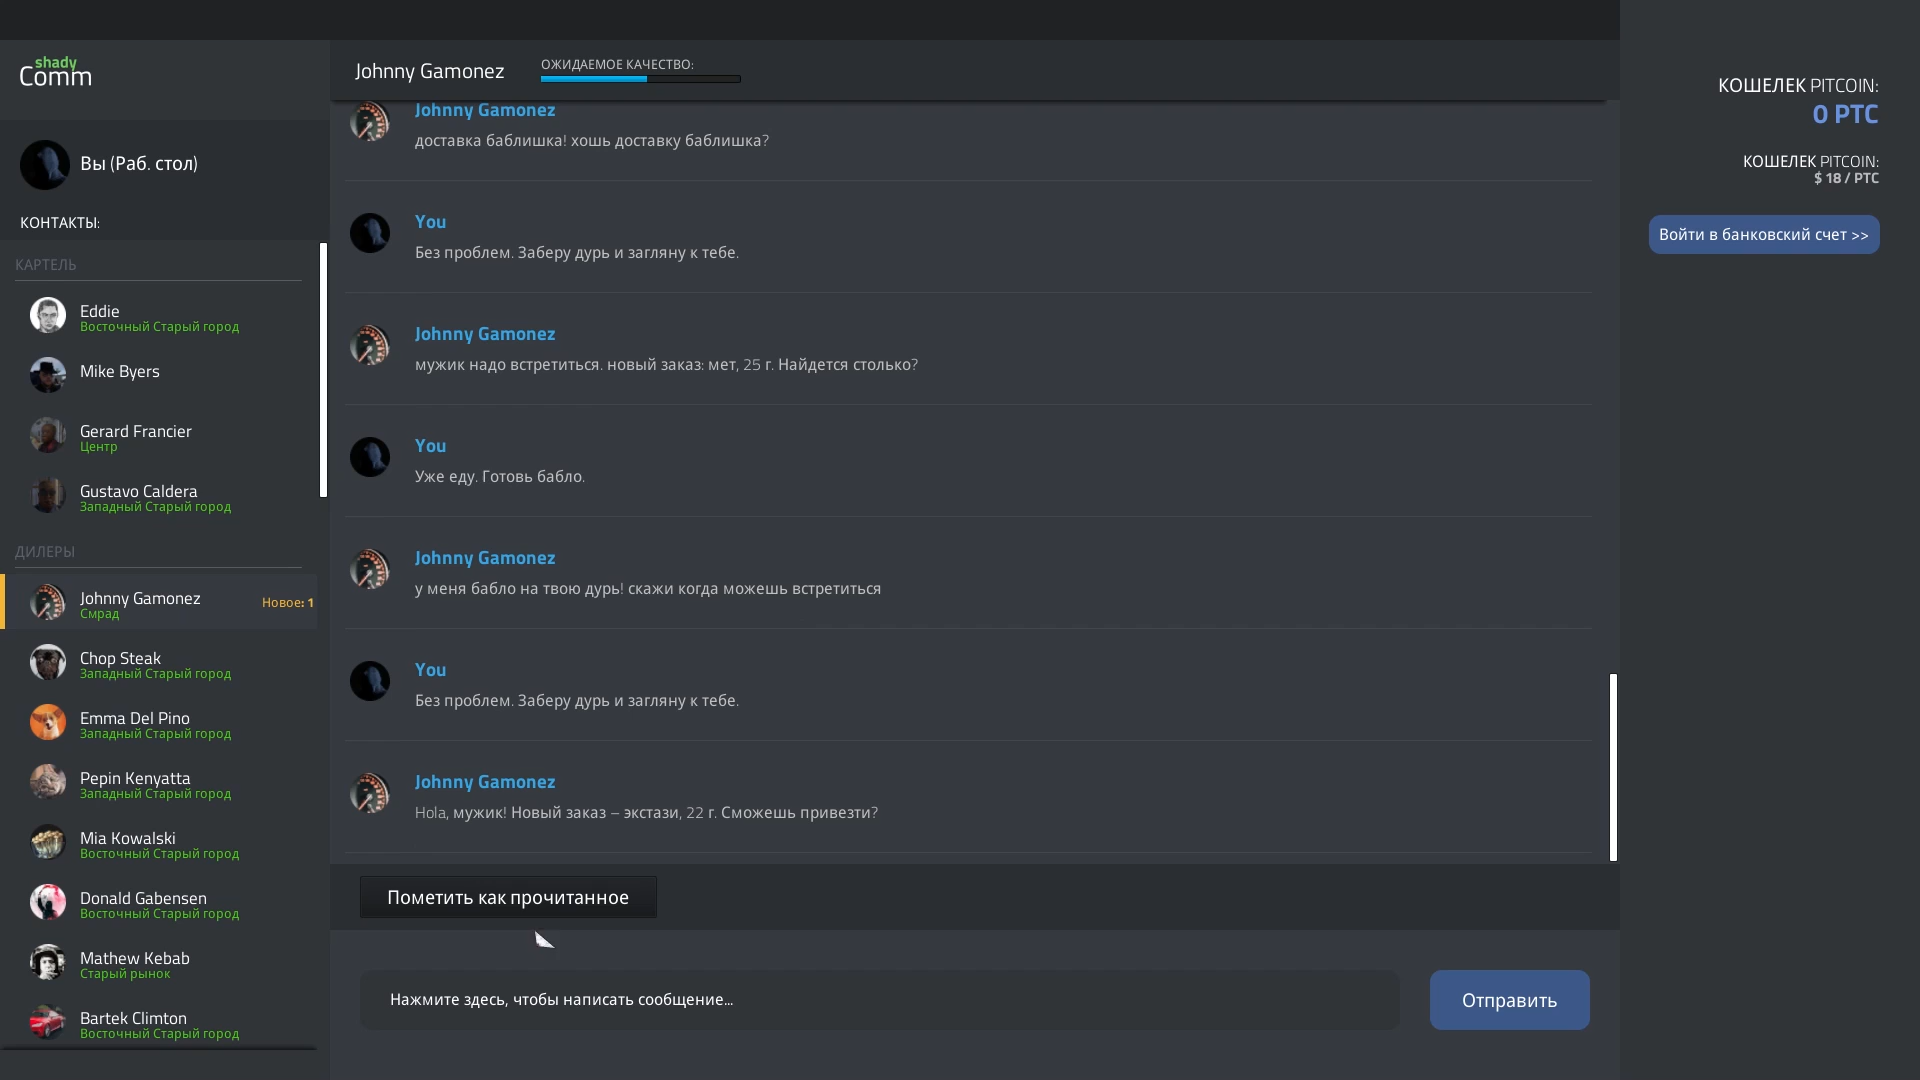 shady
Comm
Вы (Раб. стол)
КОНТАКТЫ:
КАРТЕЛЬ
Eddie
Восточный Старый город
Mike Byers
Gerard Francier
Центр
Gustavo Caldera
Западный Старый город
ДИЛЕРЫ
Johnny Gamonez
Смрад
Новое: 1
Chop Steak
Западный Старый город
Emma Del Pino
Западный Старый город
Pepin Kenyatta
Западный Старый город
Mia Kowalski
Восточный Старый город
Donald Gabensen
Восточный Старый город
Mathew Kebab
Старый рынок
Bartek Climton
Восточный Старый город
Johnny Gamonez
ОЖИДАЕМОЕ КАЧЕСТВО:
Johnny Gamonez
доставка баблишка! хошь доставку баблишка?
You
Без проблем. Заберу дурь и загляну к тебе.
Johnny Gamonez
мужик надо встретиться. новый заказ: мет, 25 г. Найдется столько?
You
Уже еду. Готовь бабло.
Johnny Gamonez
у меня бабло на твою дурь! скажи когда можешь встретиться
You
Без проблем. Заберу дурь и загляну к тебе.
Johnny Gamonez
Hola, мужик! Новый заказ – экстази, 22 г. Сможешь привезти?
Пометить как прочитанное
Нажмите здесь, чтобы написать сообщение...
Отправить
КОШЕЛЕК PITCOIN:
0 PTC
КОШЕЛЕК PITCOIN:
$ 18 / PTC
Войти в банковский счет >>